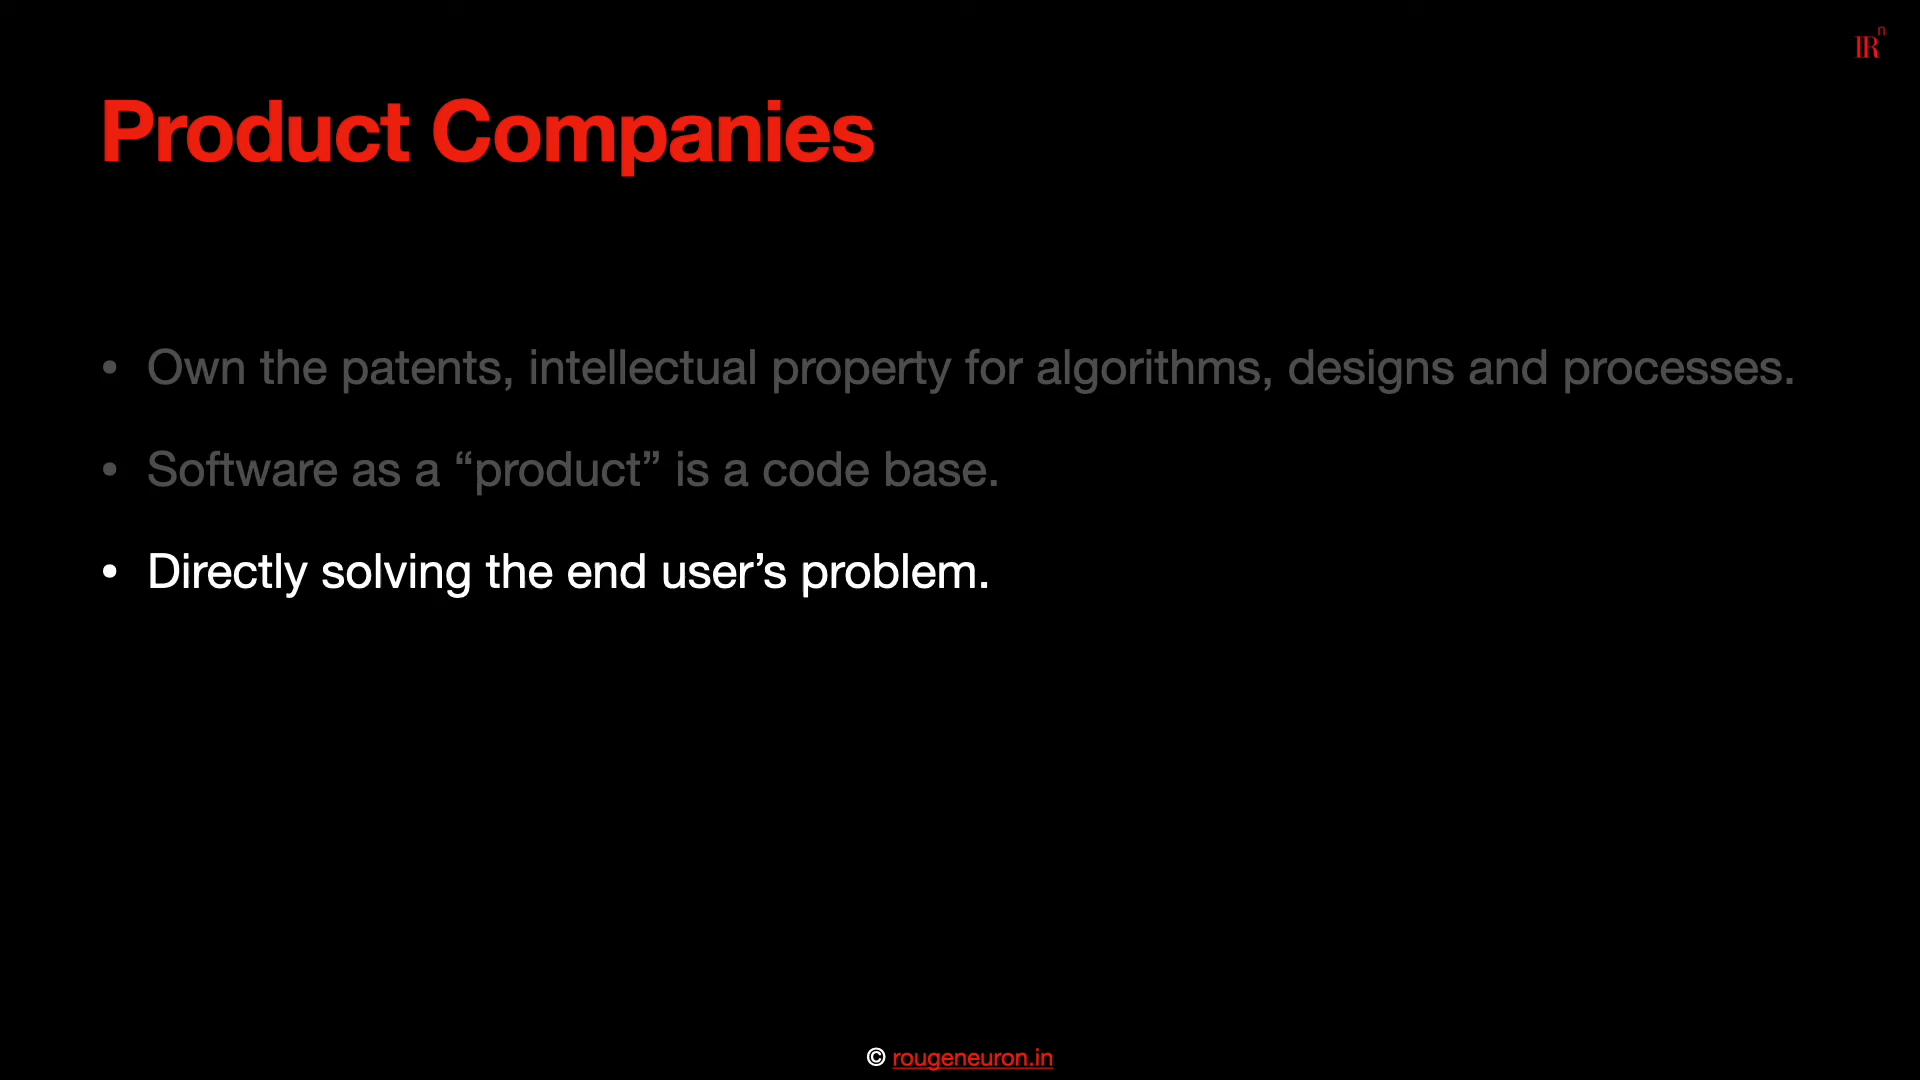 IRⁿ
Product Companies
• Own the patents, intellectual property for algorithms, designs and processes.
• Software as a “product” is a code base.
• Directly solving the end user’s problem.
© rougeneuron.in